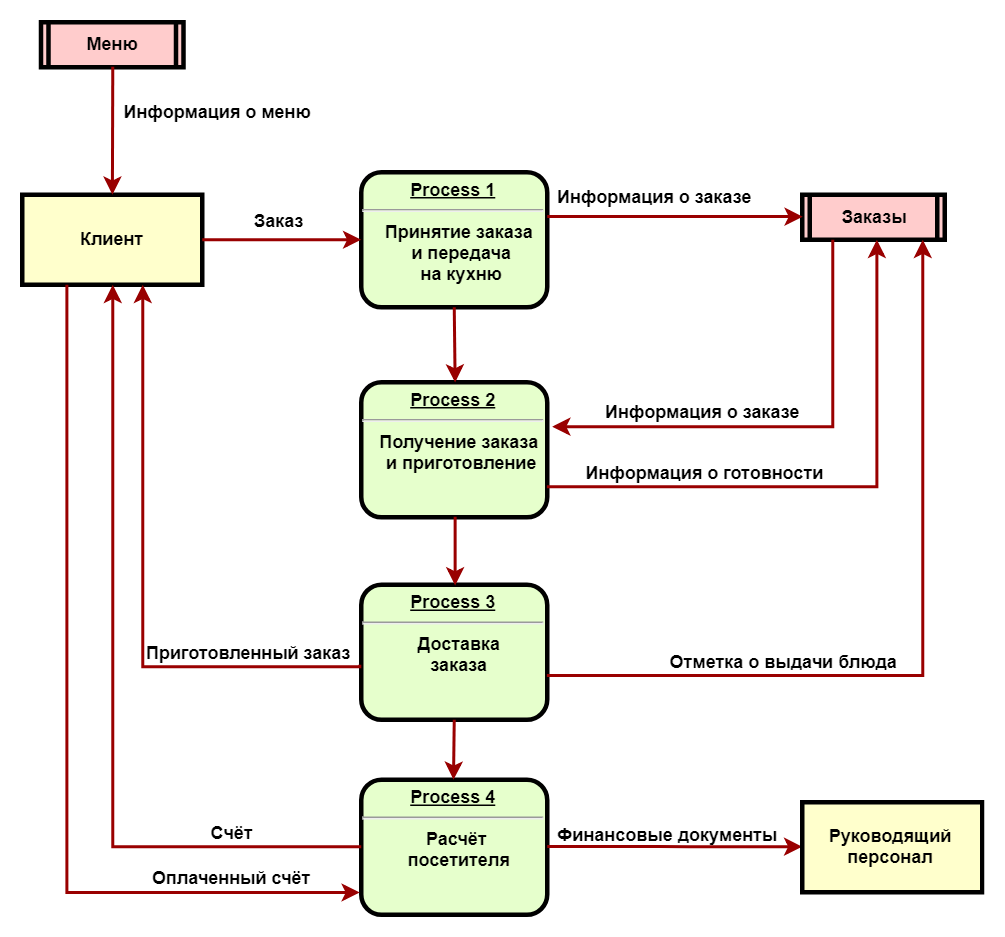 Меню
Информация о меню
Клиент
Заказ
Process 1
Принятие заказа
и передача
на кухню
Информация о заказе
Заказы
Process 2
Получение заказа
и приготовление
Информация о заказе
Информация о готовности
Process 3
Доставка
заказа
Приготовленный заказ
Отметка о выдачи блюда
Process 4
Расчёт
посетителя
Счёт
Оплаченный счёт
Финансовые документы
Руководящий
персонал